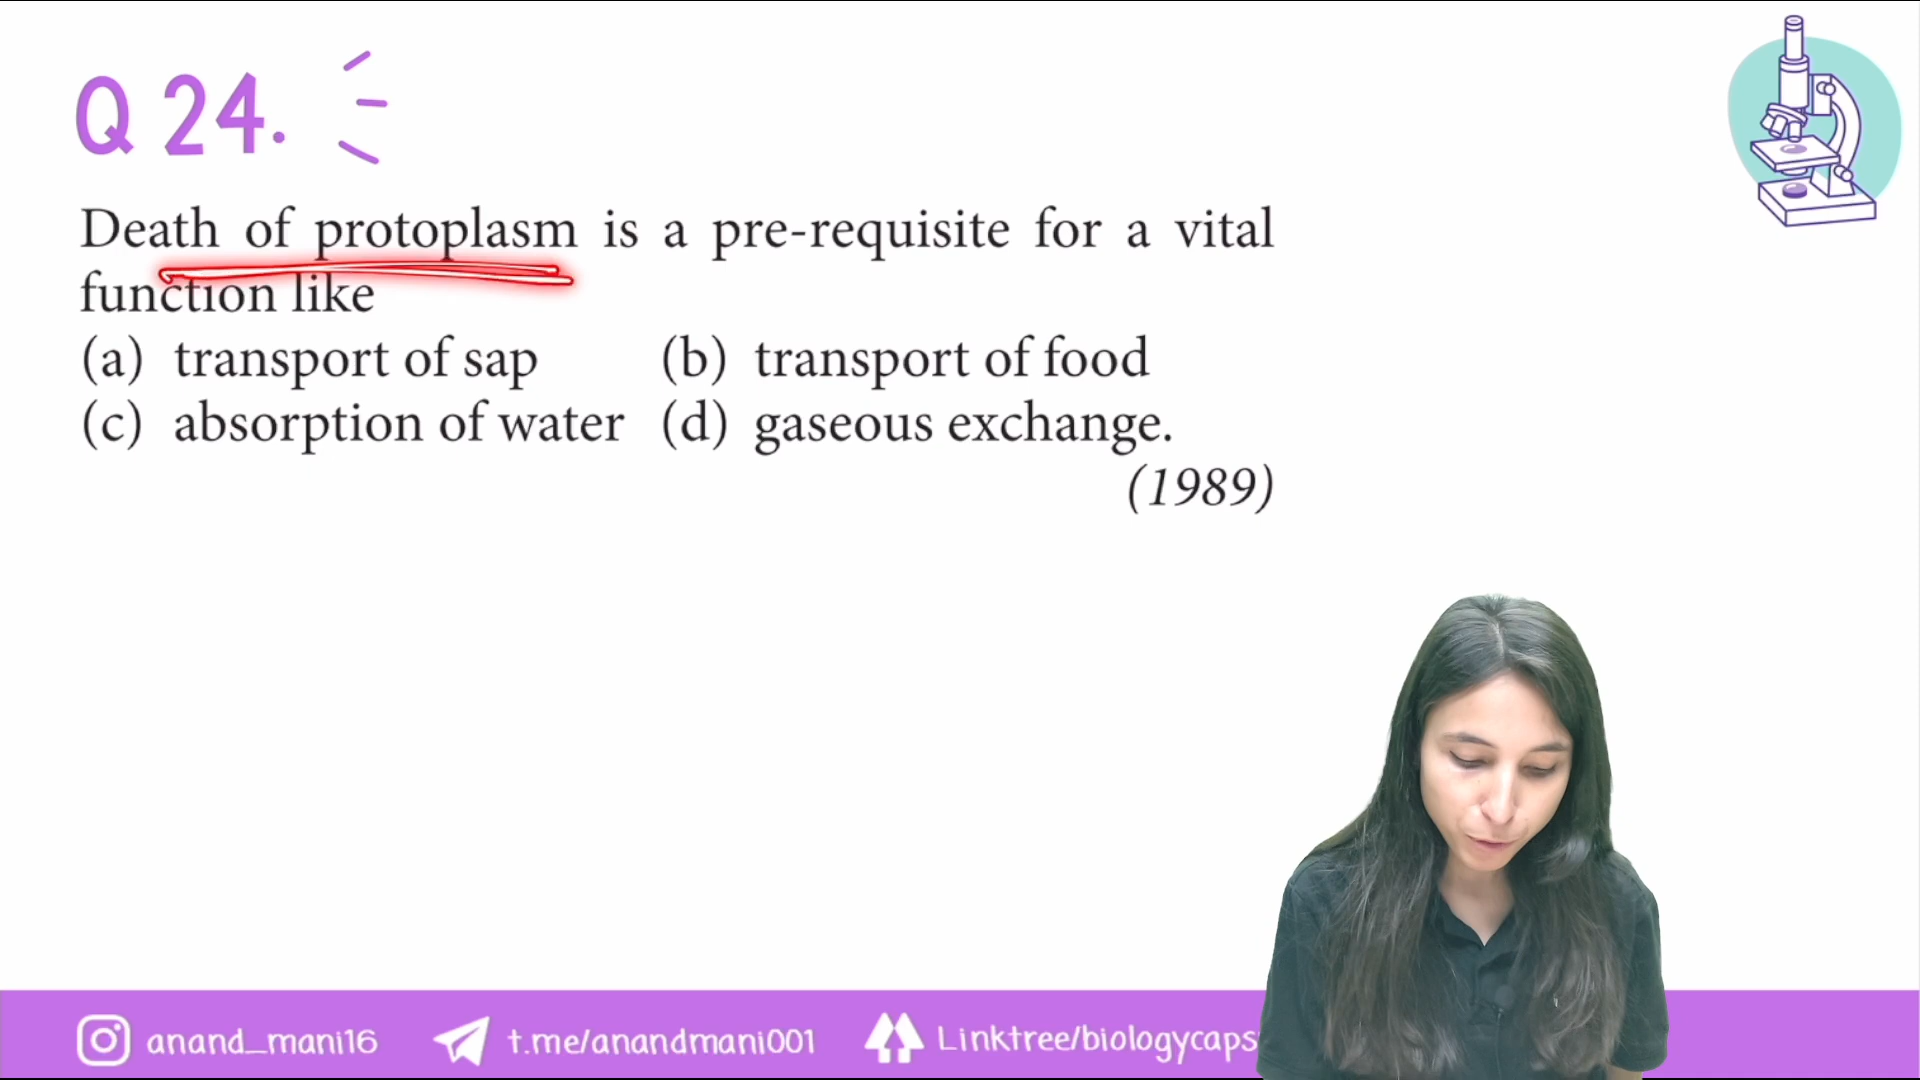 Q 24.
Death of protoplasm is a pre-requisite for a vital
function like
(a) transport of sap (b) transport of food
(c) absorption of water (d) gaseous exchange.
(1989)
anand_mani16 t.me/anandmani001 Linktree/biologycaps